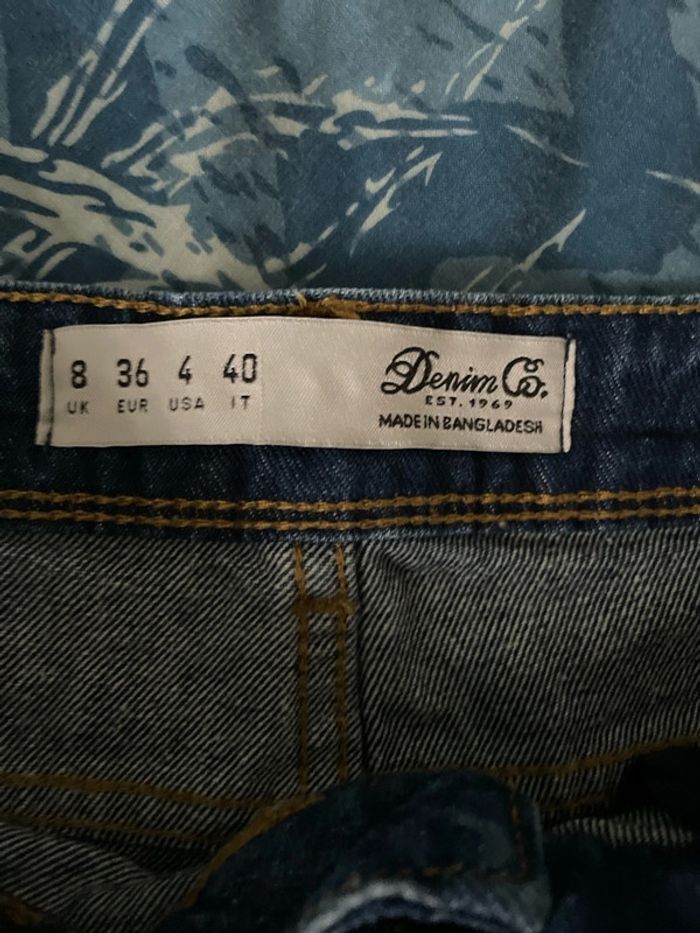 8 36 4 40
UK EUR USA IT
Denim Co.
EST. 1969
MADE IN BANGLADESH